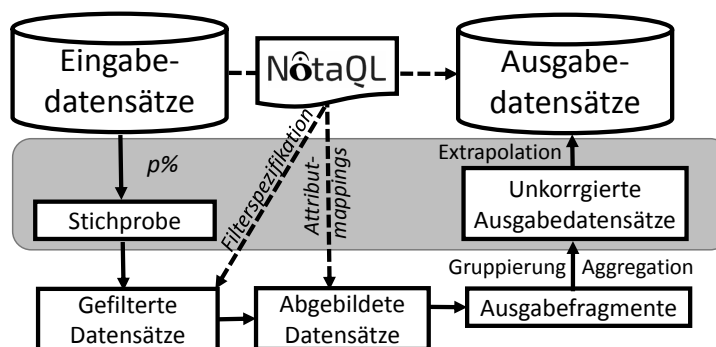 Eingabe-
datensätze
NotaQL
Ausgabe-
datensätze
p%
Filterspezifikation
Attribut-
mappings
Extrapolation
Stichprobe
Unkorrgierte
Ausgabedatensätze
Gruppierung
Aggregation
Gefilterte
Datensätze
Abgebildete
Datensätze
Ausgabefragmente